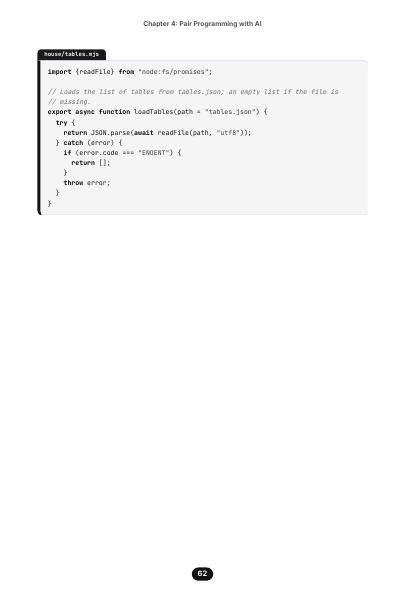 Chapter 4: Pair Programming with AI
house/tables.mjs
import {readFile} from "node:fs/promises";
// Loads the list of tables from tables.json; an empty list if the file is
// missing.
export async function loadTables(path = "tables.json") {
  try {
    return JSON.parse(await readFile(path, "utf8"));
  } catch (error) {
    if (error.code === "ENOENT") {
      return [];
    }
    throw error;
  }
}
62